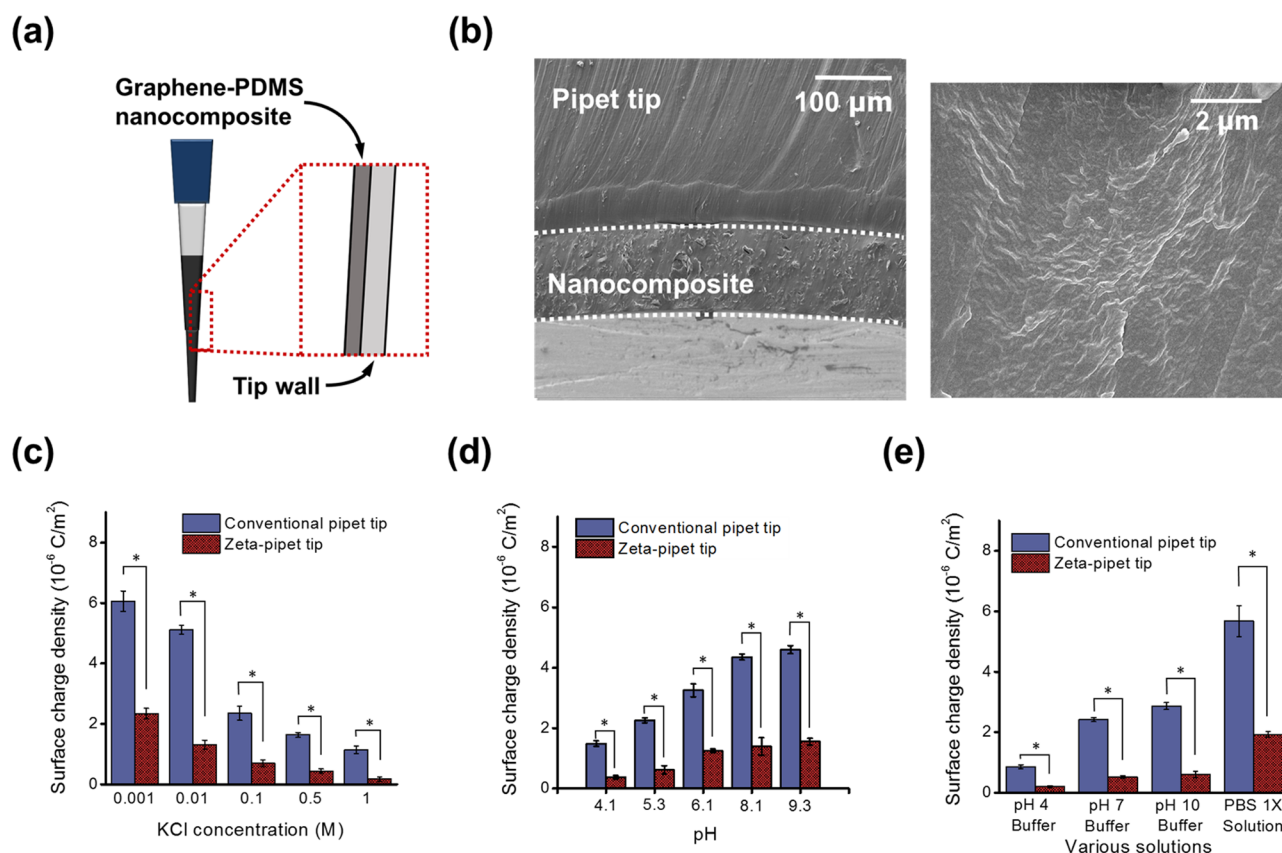 (a)
Graphene-PDMS
nanocomposite
Tip wall
(b)
Pipet tip
100 µm
Nanocomposite
2 µm
(c)
Surface charge density (10⁻⁶ C/m²)
8
6
4
2
0
Conventional pipet tip
Zeta-pipet tip
* * * * *
0.001 0.01 0.1 0.5 1
KCl concentration (M)
(d)
Surface charge density (10⁻⁶ C/m²)
8
6
4
2
0
Conventional pipet tip
Zeta-pipet tip
* * * * *
4.1 5.3 6.1 8.1 9.3
pH
(e)
Surface charge density (10⁻⁶ C/m²)
8
6
4
2
0
Conventional pipet tip
Zeta-pipet tip
* * * *
pH 4 pH 7 pH 10 PBS 1X
Buffer Buffer Buffer Solution
Various solutions